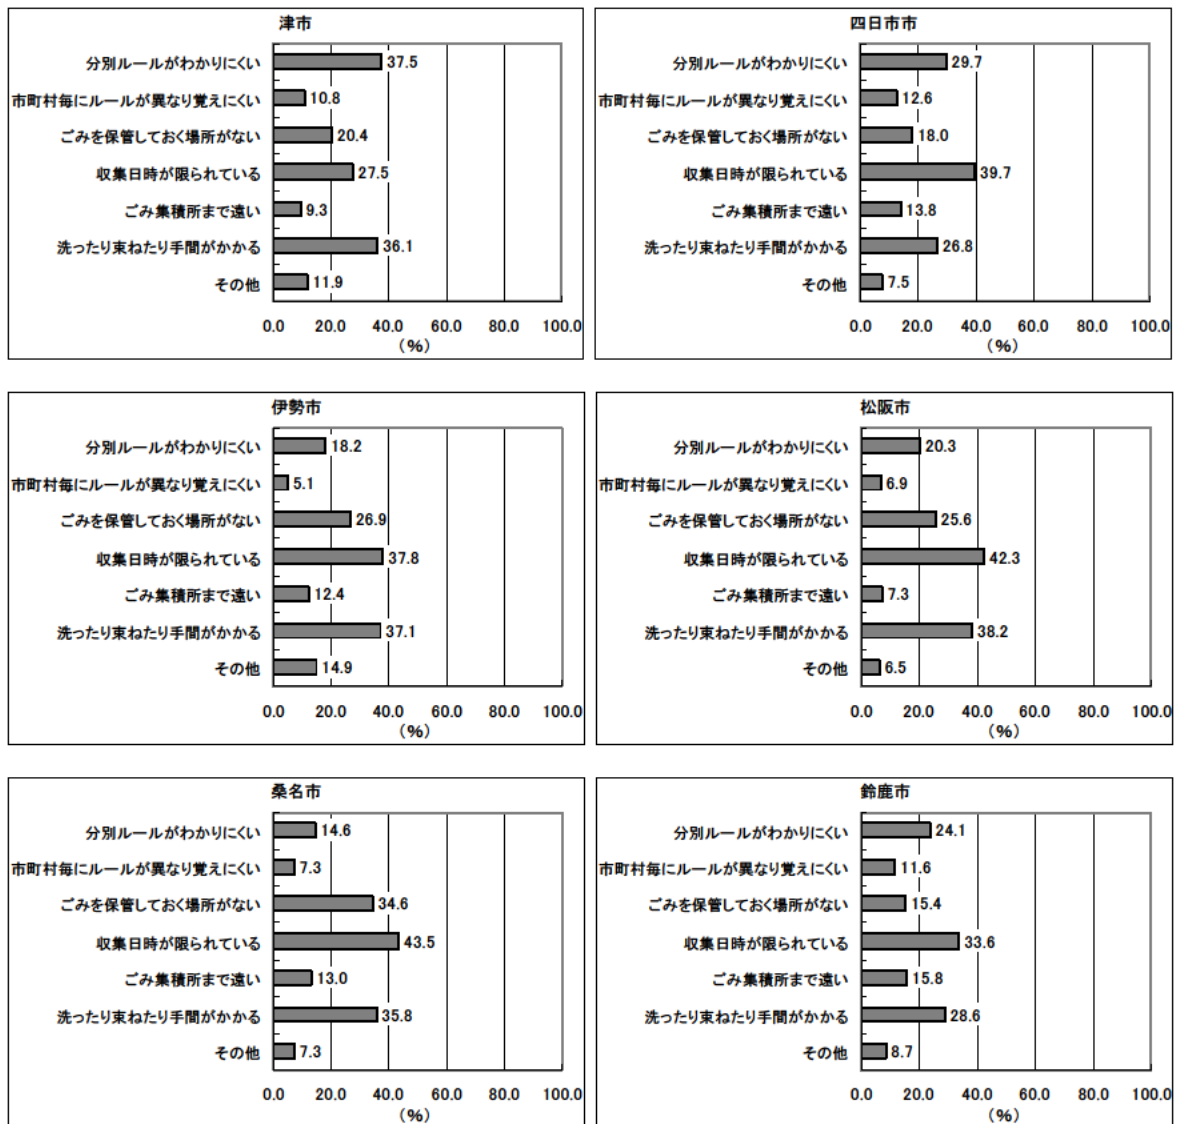 津市
分別ルールがわかりにくい 37.5
市町村毎にルールが異なり覚えにくい 10.8
ごみを保管しておく場所がない 20.4
収集日時が限られている 27.5
ごみ集積所まで遠い 9.3
洗ったり束ねたり手間がかかる 36.1
その他 11.9
0.0 20.0 40.0 60.0 80.0 100.0
(%)
四日市市
分別ルールがわかりにくい 29.7
市町村毎にルールが異なり覚えにくい 12.6
ごみを保管しておく場所がない 18.0
収集日時が限られている 39.7
ごみ集積所まで遠い 13.8
洗ったり束ねたり手間がかかる 26.8
その他 7.5
0.0 20.0 40.0 60.0 80.0 100.0
(%)
伊勢市
分別ルールがわかりにくい 18.2
市町村毎にルールが異なり覚えにくい 5.1
ごみを保管しておく場所がない 26.9
収集日時が限られている 37.8
ごみ集積所まで遠い 12.4
洗ったり束ねたり手間がかかる 37.1
その他 14.9
0.0 20.0 40.0 60.0 80.0 100.0
(%)
松阪市
分別ルールがわかりにくい 20.3
市町村毎にルールが異なり覚えにくい 6.9
ごみを保管しておく場所がない 25.6
収集日時が限られている 42.3
ごみ集積所まで遠い 7.3
洗ったり束ねたり手間がかかる 38.2
その他 6.5
0.0 20.0 40.0 60.0 80.0 100.0
(%)
桑名市
分別ルールがわかりにくい 14.6
市町村毎にルールが異なり覚えにくい 7.3
ごみを保管しておく場所がない 34.6
収集日時が限られている 43.5
ごみ集積所まで遠い 13.0
洗ったり束ねたり手間がかかる 35.8
その他 7.3
0.0 20.0 40.0 60.0 80.0 100.0
(%)
鈴鹿市
分別ルールがわかりにくい 24.1
市町村毎にルールが異なり覚えにくい 11.6
ごみを保管しておく場所がない 15.4
収集日時が限られている 33.6
ごみ集積所まで遠い 15.8
洗ったり束ねたり手間がかかる 28.6
その他 8.7
0.0 20.0 40.0 60.0 80.0 100.0
(%)